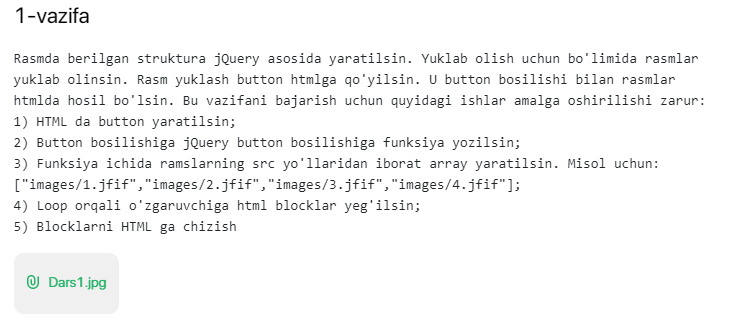 1-vazifa
Rasmda berilgan struktura jQuery asosida yaratilsin. Yuklab olish uchun bo'limida rasmlar
yuklab olinsin. Rasm yuklash button htmlga qo'yilsin. U button bosilishi bilan rasmlar
htmlda hosil bo'lsin. Bu vazifani bajarish uchun quyidagi ishlar amalga oshirilishi zarur:
1) HTML da button yaratilsin;
2) Button bosilishiga jQuery button bosilishiga funksiya yozilsin;
3) Funksiya ichida ramslarning src yo'llaridan iborat array yaratilsin. Misol uchun:
["images/1.jfif","images/2.jfif","images/3.jfif","images/4.jfif"];
4) Loop orqali o'zgaruvchiga html blocklar yeg'ilsin;
5) Blocklarni HTML ga chizish
Dars1.jpg